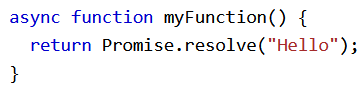 async function myFunction() {
  return Promise.resolve("Hello");
}